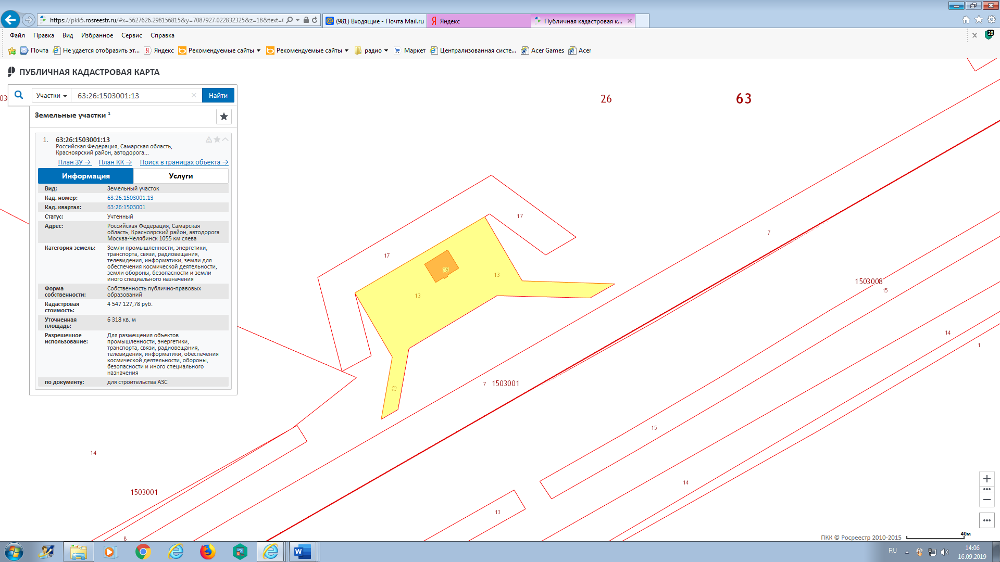 https://pkk5.rosreestr.ru/#x=5627626.298156815&y=7087927.022832325&z=18&text=
(981) Входящие - Почта Mail.ru
Яндекс
Публичная кадастровая к...
Файл Правка Вид Избранное Сервис Справка
28
Почта
Не удается отобразить эт...
Яндекс
Рекомендуемые сайты
Рекомендуемые сайты
радио
Маркет
Централизованная систе...
Acer Games
Acer
ПУБЛИЧНАЯ КАДАСТРОВАЯ КАРТА
Участки 63:26:1503001:13 Найти
Земельные участки 1
1. 63:26:1503001:13
Российская Федерация, Самарская область,
Красноярский район, автодорога...
План ЗУ → План КК → Поиск в границах объекта →
Информация Услуги
Вид: Земельный участок
Кад. номер: 63:26:1503001:13
Кад. квартал: 63:26:1503001
Статус: Учтенный
Адрес: Российская Федерация, Самарская
область, Красноярский район, автодорога
Москва-Челябинск 1055 км слева
Категория земель: Земли промышленности, энергетики,
транспорта, связи, радиовещания,
телевидения, информатики, земли для
обеспечения космической деятельности,
земли обороны, безопасности и земли
иного специального назначения
Форма собственности: Собственность публично-правовых
образований
Кадастровая стоимость: 4 547 127,78 руб.
Уточненная площадь: 6 318 кв. м
Разрешенное использование: Для размещения объектов
промышленности, энергетики,
транспорта, связи, радиовещания,
телевидения, информатики, обеспечения
космической деятельности, обороны,
безопасности и иного специального
назначения
по документу: для строительства АЗС
26
63
17
7
17
18
13
1503008
15
13
14
1
7 1503001
13
15
14
1503001
14
13
8
ПКК © Росреестр 2010-2015
40м
RU
14:06
16.09.2019